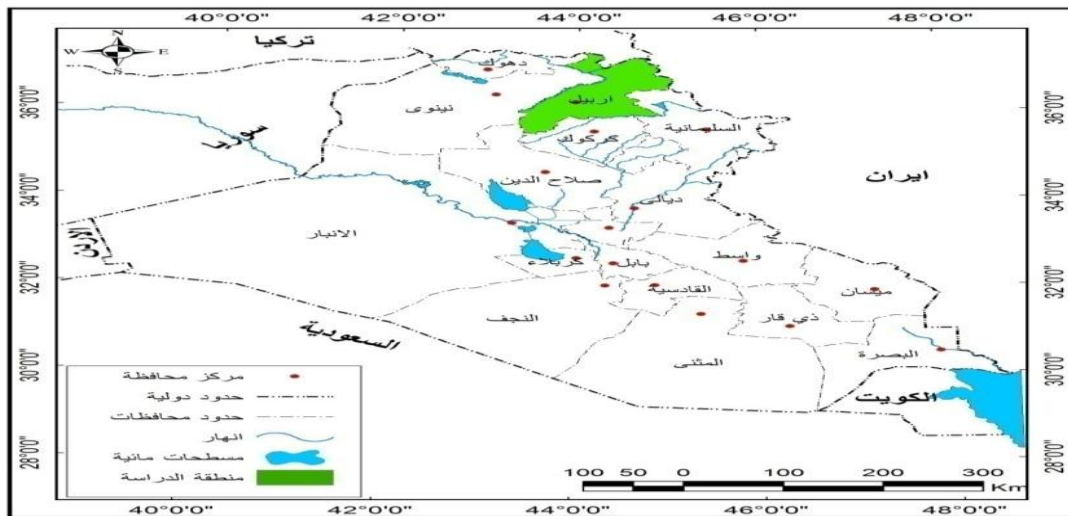 40°0'0" 42°0'0" 44°0'0" 46°0'0" 48°0'0"
N
W E
S
تركيا
دهوك
نينوى
اربيل
36°0'0" 36°0'0"
السليمانية
كركوك
سوريا
ايران
صلاح الدين
34°0'0" 34°0'0"
ديالى
الانبار
واسط
بابل
كربلاء
32°0'0" 32°0'0"
القادسية
ميسان
النجف
ذي قار
السعودية
البصرة
المثنى
30°0'0" 30°0'0"
الكويت
مركز محافظة
حدود دولية
حدود محافظات
انهار
مسطحات مائية
منطقة الدراسة
28°0'0" 28°0'0"
100 50 0 100 200 300
Km
40°0'0" 42°0'0" 44°0'0" 46°0'0" 48°0'0"